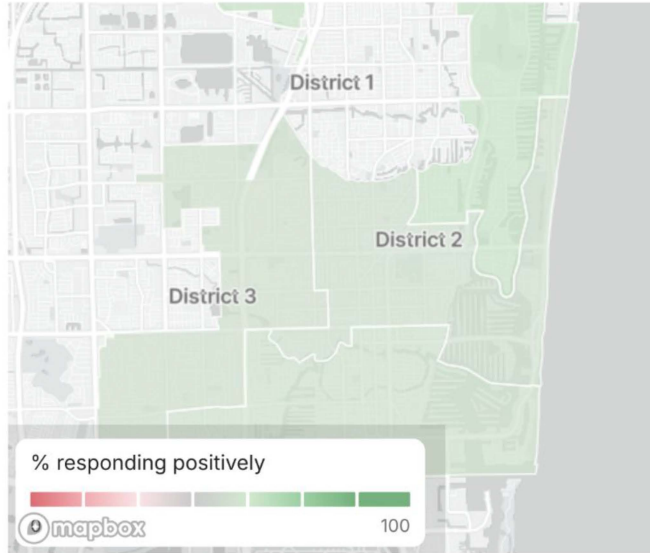 District 1
District 2
District 3
% responding positively
0
100
mapbox